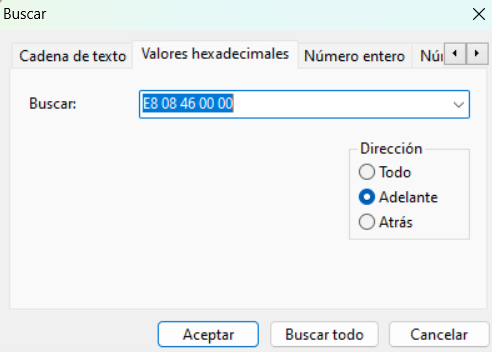 Buscar
Cadena de texto Valores hexadecimales Número entero
Buscar: E8 08 46 00 00
Dirección
Todo
Adelante
Atrás
Aceptar Buscar todo Cancelar